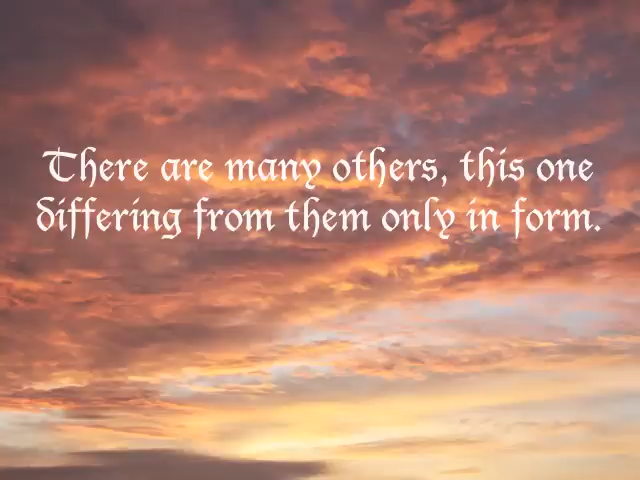 There are many others, this one
differing from them only in form.